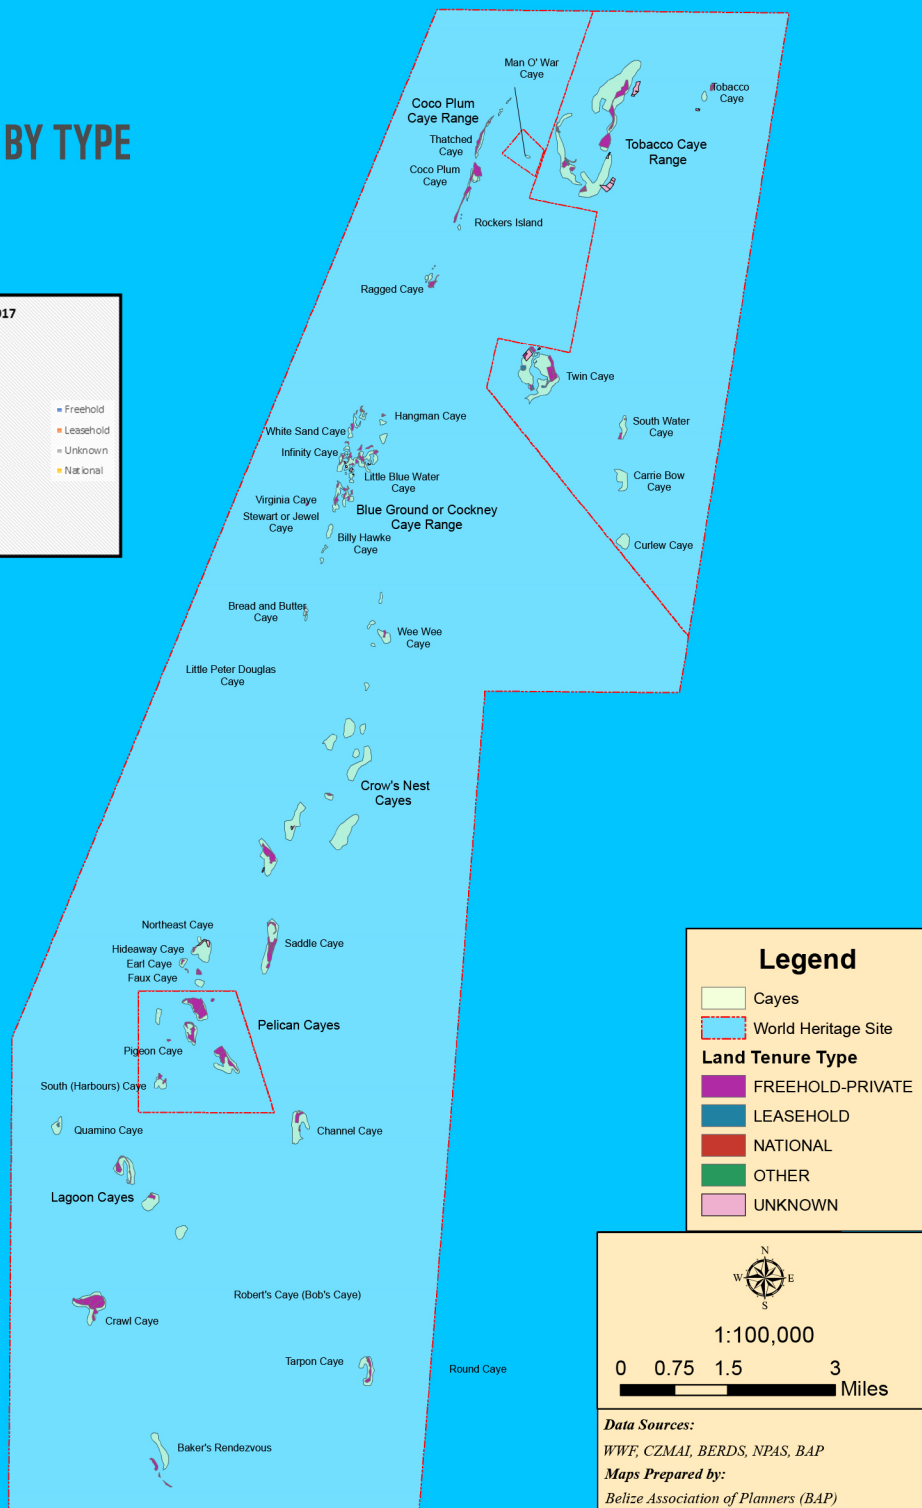 BY TYPE
017
Freehold
Leasehold
Unknown
National
Man O' War
Caye
Coco Plum
Caye Range
Thatched
Caye
Coco Plum
Caye
Rockers Island
Tobacco
Caye
Tobacco Caye
Range
Ragged Caye
Twin Caye
Hangman Caye
White Sand Caye
Infinity Caye
Little Blue Water
Caye
South Water
Caye
Carrie Bow
Caye
Virginia Caye
Stewart or Jewel
Caye
Blue Ground or Cockney
Caye Range
Billy Hawke
Caye
Curlew Caye
Bread and Butter
Caye
Wee Wee
Caye
Little Peter Douglas
Caye
Crow's Nest
Cayes
Northeast Caye
Hideaway Caye
Earl Caye
Faux Caye
Saddle Caye
Pelican Cayes
Pigeon Caye
South (Harbours) Caye
Quamino Caye
Channel Caye
Lagoon Cayes
Robert's Caye (Bob's Caye)
Crawl Caye
Tarpon Caye
Round Caye
Baker's Rendezvous
Legend
Cayes
World Heritage Site
Land Tenure Type
FREEHOLD-PRIVATE
LEASEHOLD
NATIONAL
OTHER
UNKNOWN
N
W E
S
1:100,000
0 0.75 1.5 3
Miles
Data Sources:
WWF, CZMAI, BERDS, NPAS, BAP
Maps Prepared by:
Belize Association of Planners (BAP)